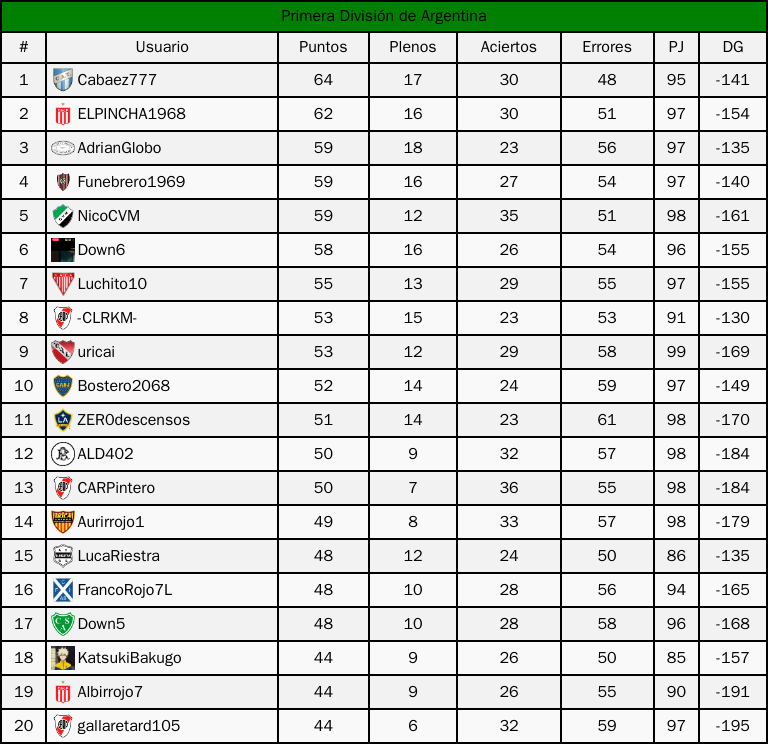 Primera División de Argentina
# Usuario Puntos Plenos Aciertos Errores PJ DG
1 Cabaez777 64 17 30 48 95 -141
2 ELPINCHA1968 62 16 30 51 97 -154
3 AdrianGlobo 59 18 23 56 97 -135
4 Funebrero1969 59 16 27 54 97 -140
5 NicoCVM 59 12 35 51 98 -161
6 Down6 58 16 26 54 96 -155
7 Luchito10 55 13 29 55 97 -155
8 -CLRKM- 53 15 23 53 91 -130
9 uricai 53 12 29 58 99 -169
10 Bostero2068 52 14 24 59 97 -149
11 ZEROdescensos 51 14 23 61 98 -170
12 ALD402 50 9 32 57 98 -184
13 CARPintero 50 7 36 55 98 -184
14 Aurirrojo1 49 8 33 57 98 -179
15 LucaRiestra 48 12 24 50 86 -135
16 FrancoRojo7L 48 10 28 56 94 -165
17 Down5 48 10 28 58 96 -168
18 KatsukiBakugo 44 9 26 50 85 -157
19 Albirrojo7 44 9 26 55 90 -191
20 gallaretard105 44 6 32 59 97 -195